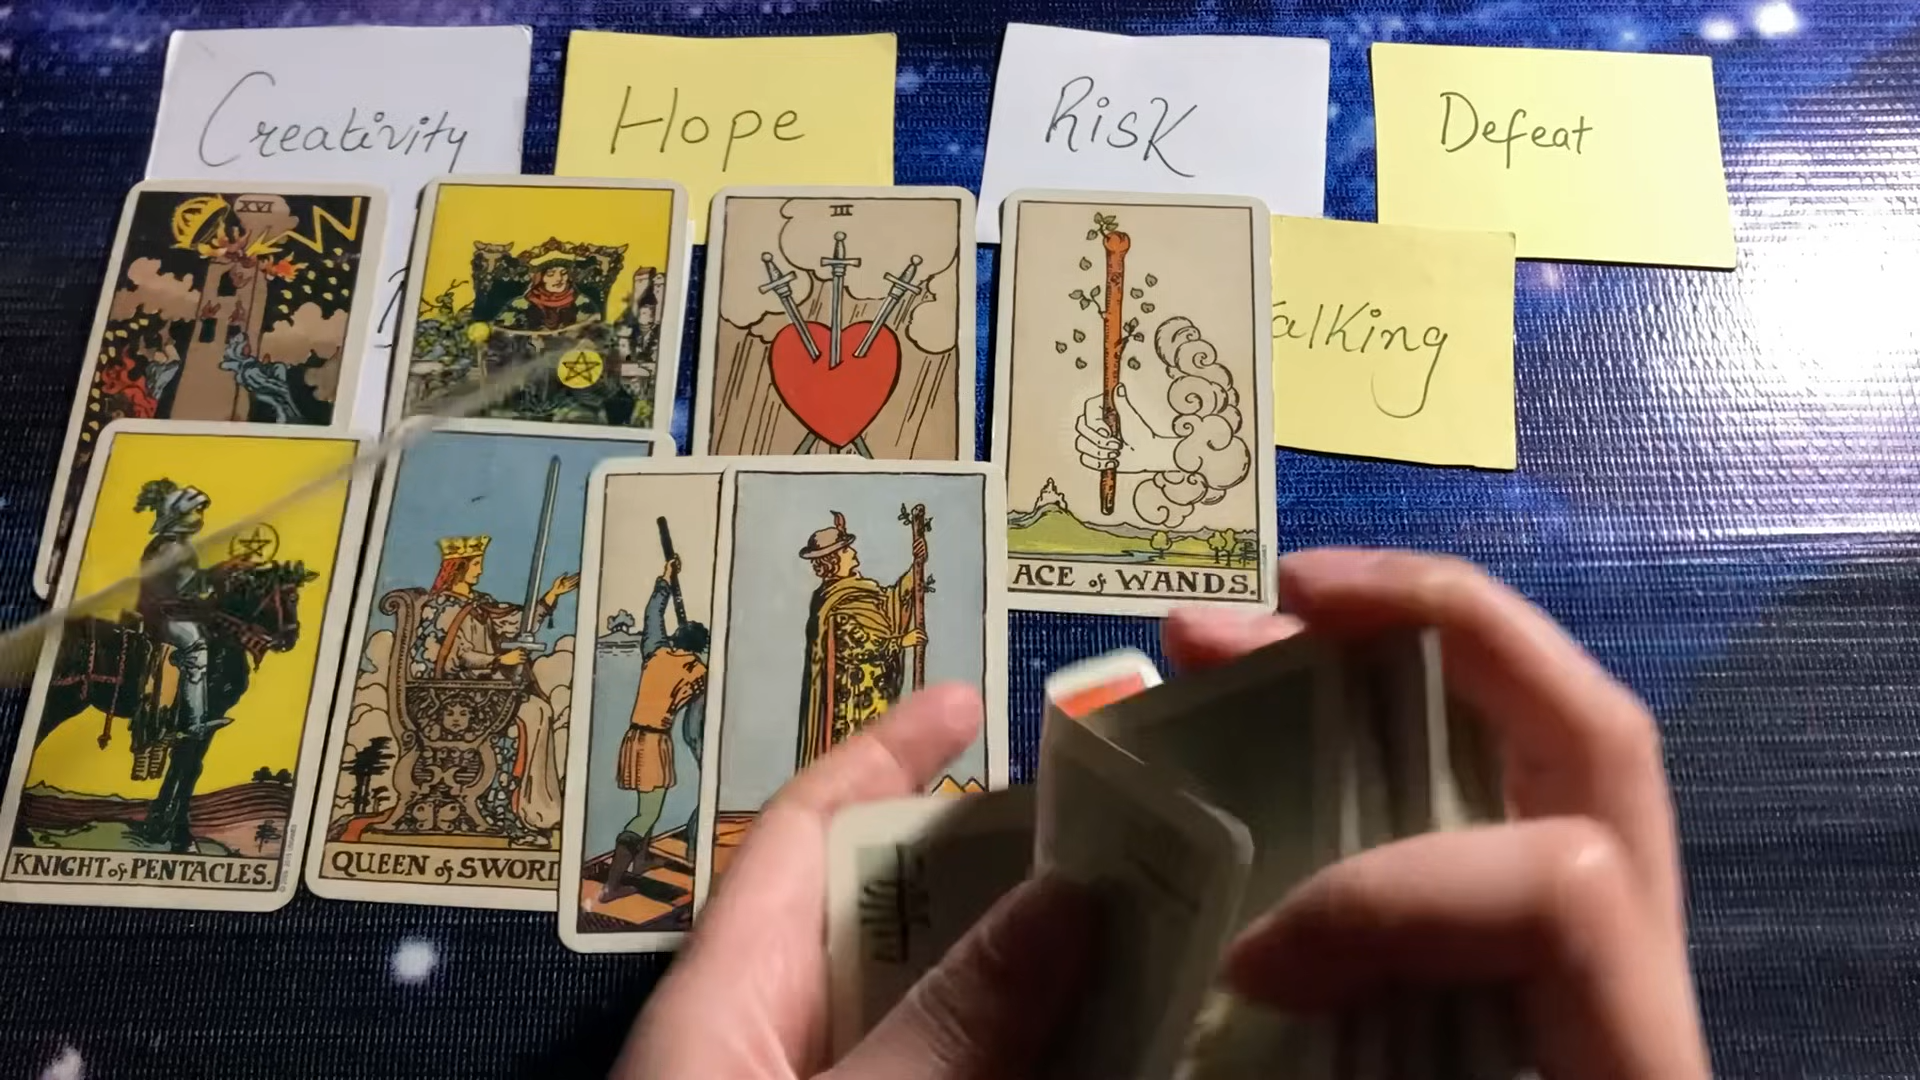 Creativity
Hope
Risk
Defeat
XVI
III
alking
ACE of WANDS.
KNIGHT of PENTACLES.
QUEEN of SWORD